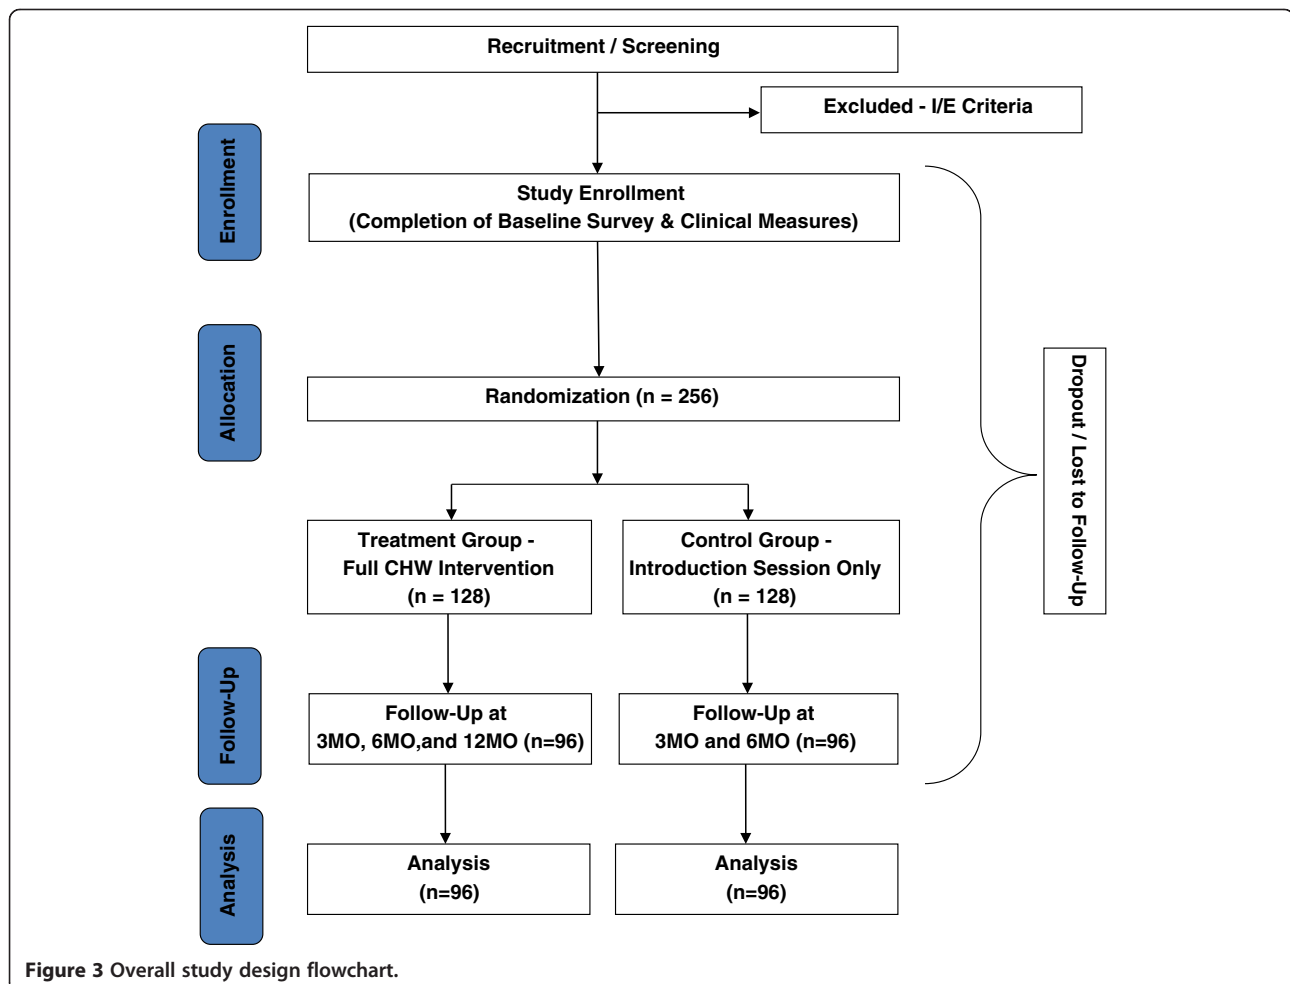 Recruitment / Screening
Excluded - I/E Criteria
Enrollment
Study Enrollment
(Completion of Baseline Survey & Clinical Measures)
Allocation
Randomization (n = 256)
Dropout / Lost to Follow-Up
Treatment Group -
Full CHW Intervention
(n = 128)
Control Group -
Introduction Session Only
(n = 128)
Follow-Up
Follow-Up at
3MO, 6MO,and 12MO (n=96)
Follow-Up at
3MO and 6MO (n=96)
Analysis
Analysis
(n=96)
Analysis
(n=96)
Figure 3 Overall study design flowchart.